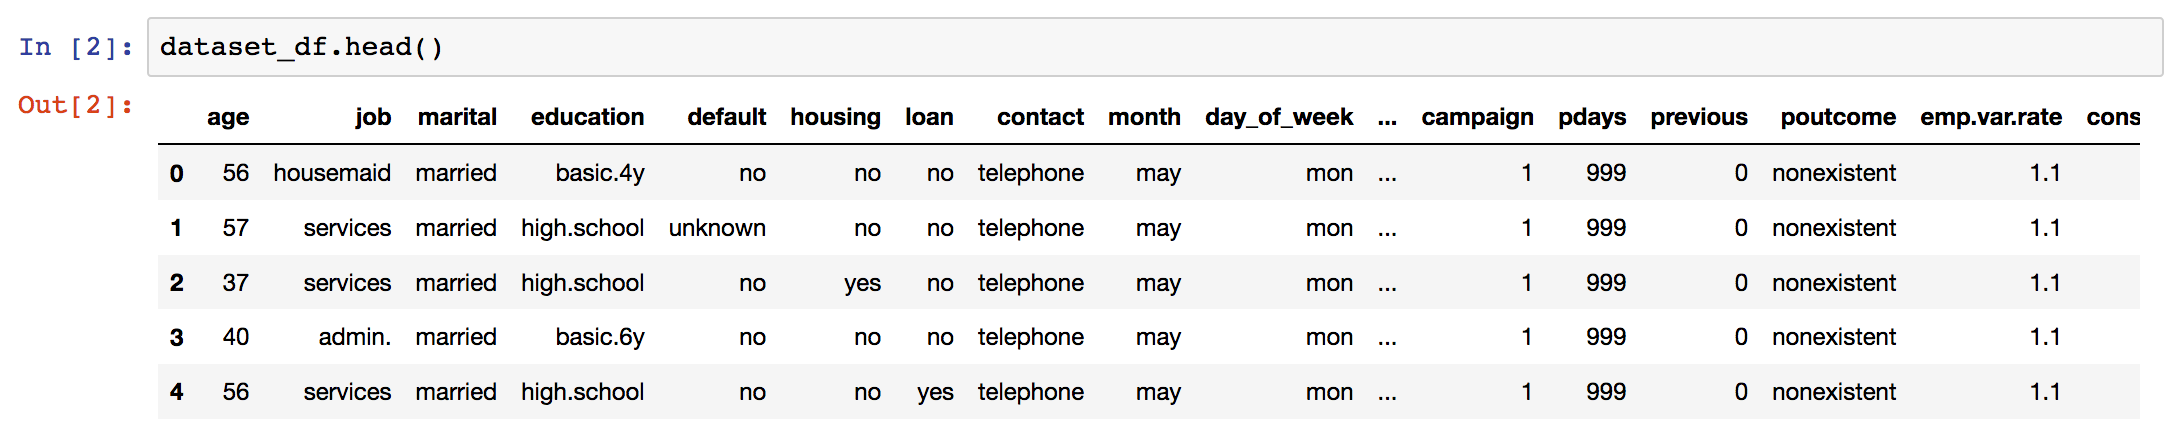 In [2]: dataset_df.head()
Out[2]:
age job marital education default housing loan contact month day_of_week ... campaign pdays previous poutcome emp.var.rate cons
0 56 housemaid married basic.4y no no no telephone may mon ... 1 999 0 nonexistent 1.1
1 57 services married high.school unknown no no telephone may mon ... 1 999 0 nonexistent 1.1
2 37 services married high.school no yes no telephone may mon ... 1 999 0 nonexistent 1.1
3 40 admin. married basic.6y no no no telephone may mon ... 1 999 0 nonexistent 1.1
4 56 services married high.school no no yes telephone may mon ... 1 999 0 nonexistent 1.1